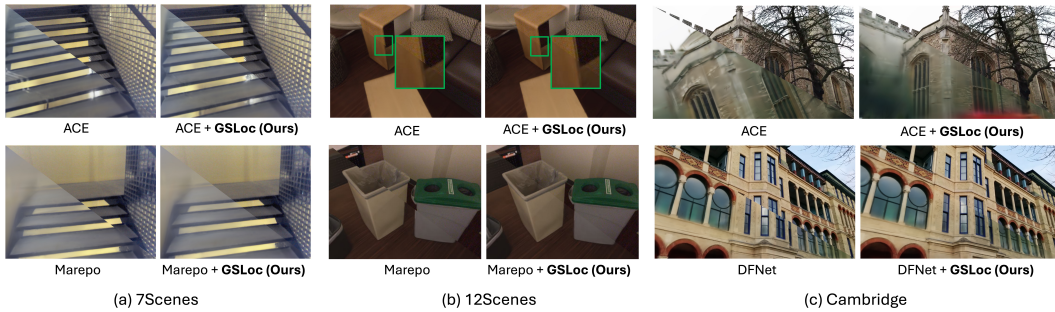 ACE
ACE + GSLoc (Ours)
ACE
ACE + GSLoc (Ours)
ACE
ACE + GSLoc (Ours)
Marepo
Marepo + GSLoc (Ours)
Marepo
Marepo + GSLoc (Ours)
DFNet
DFNet + GSLoc (Ours)
(a) 7Scenes
(b) 12Scenes
(c) Cambridge